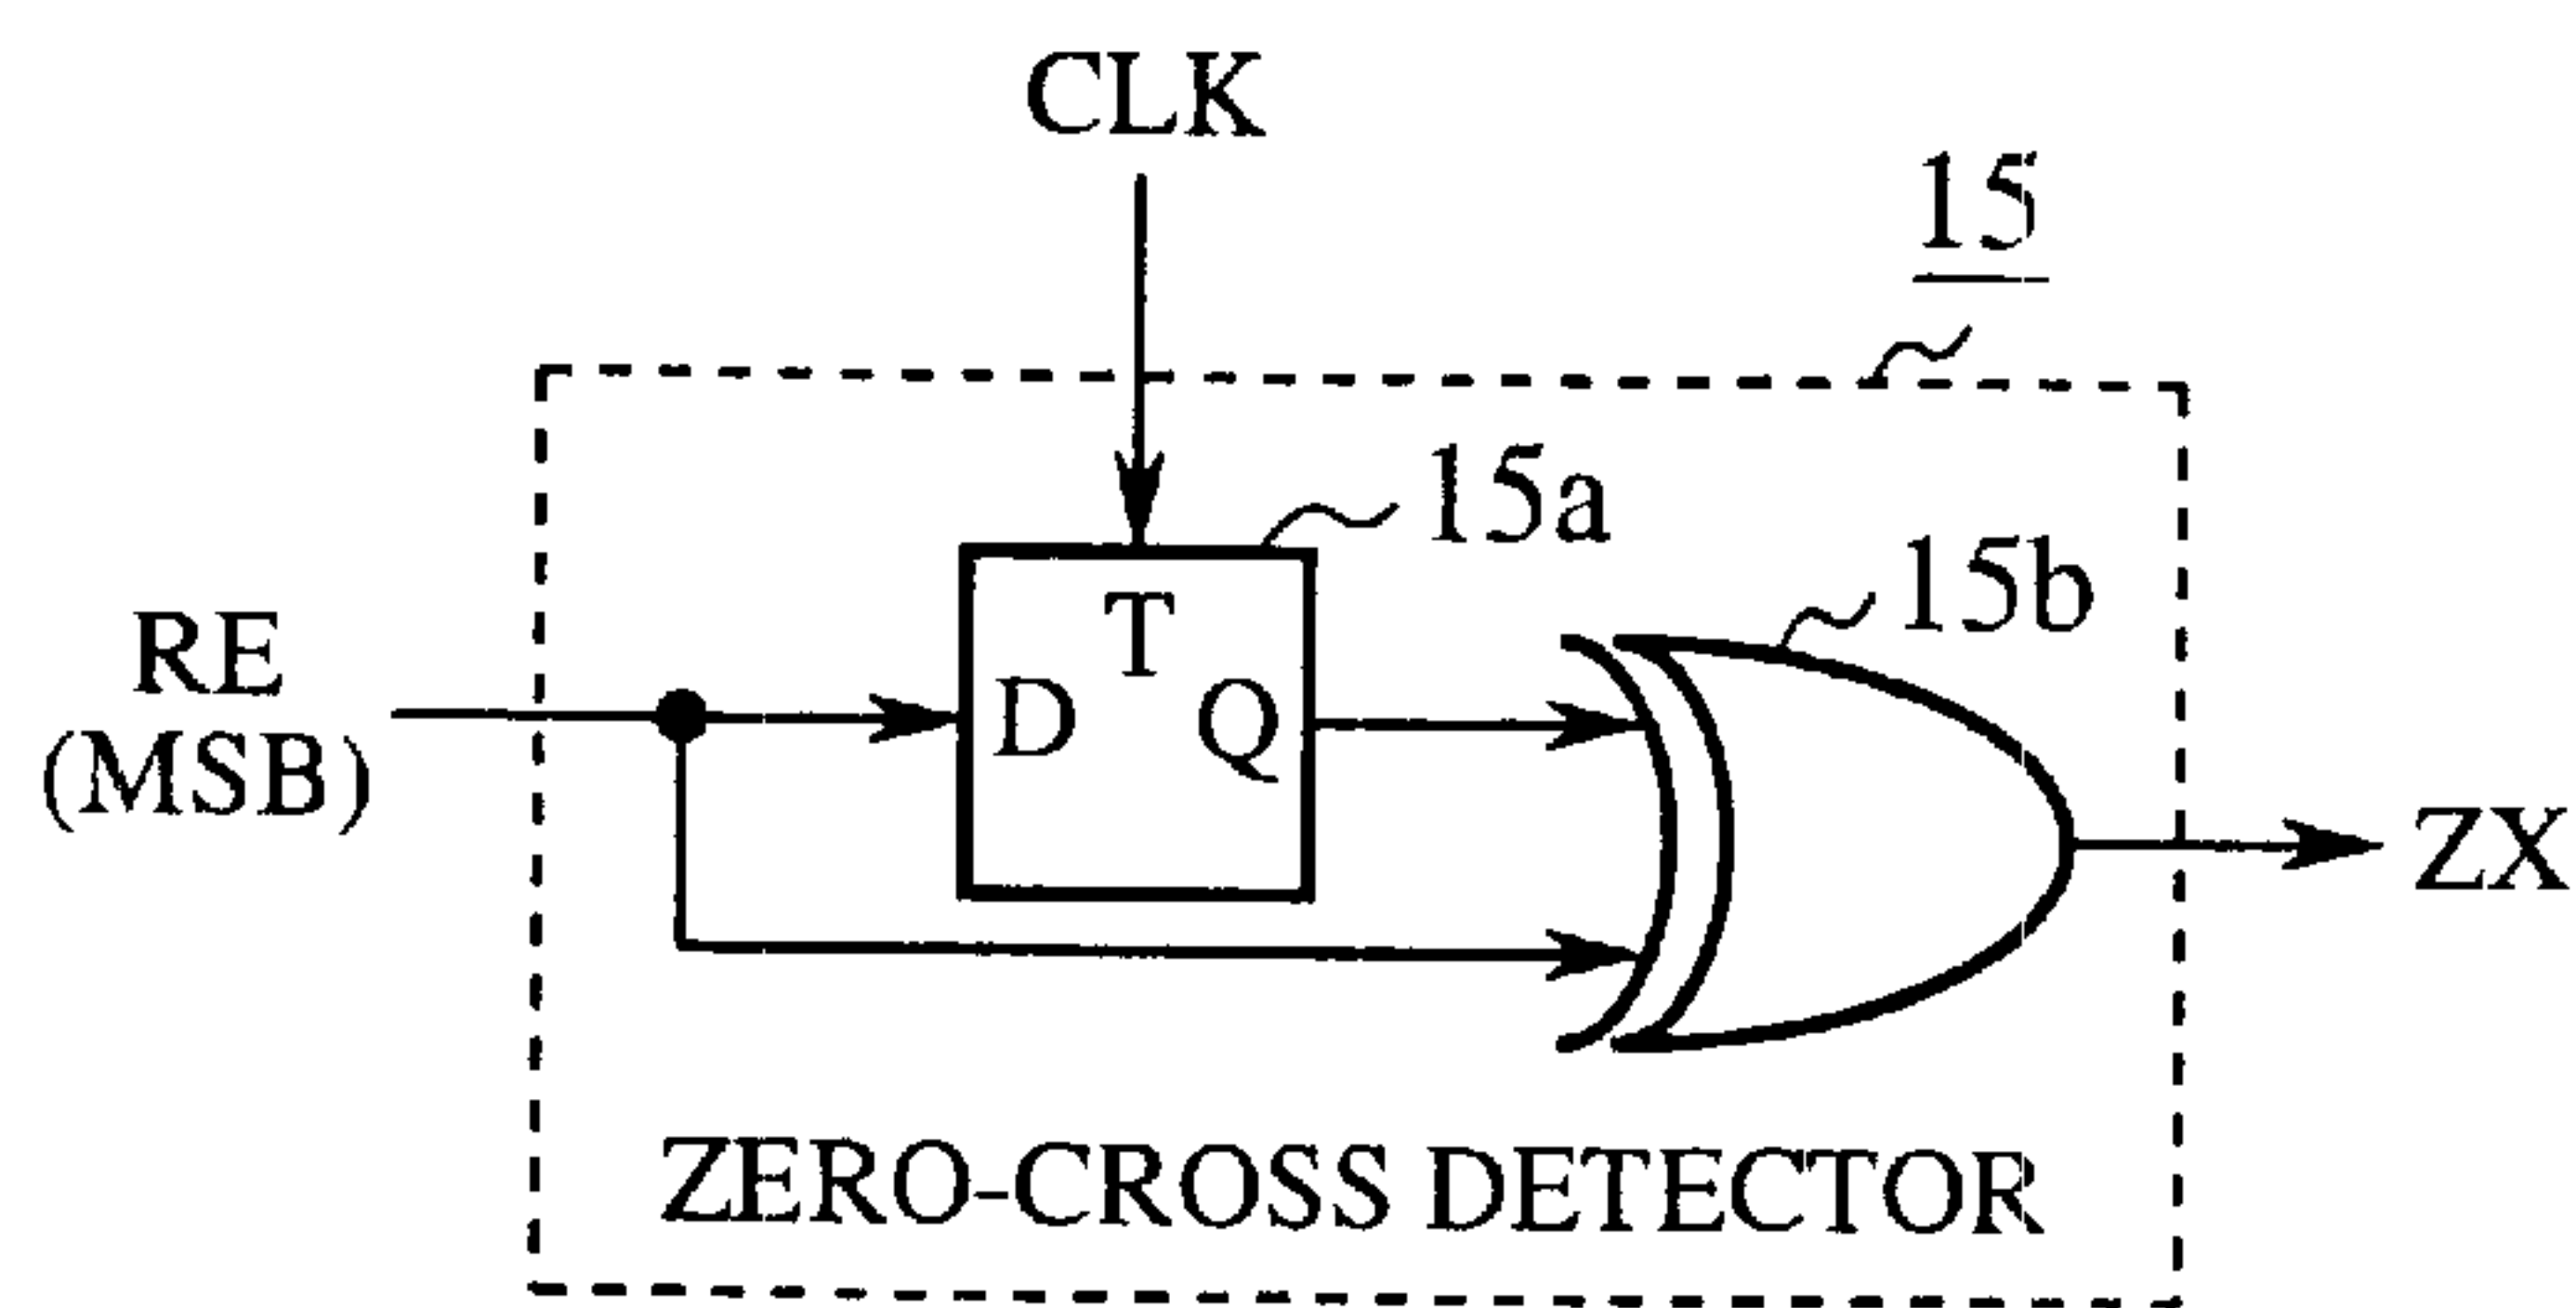 CLK
15
15a
15b
RE
(MSB)
T
D
Q
ZX
ZERO-CROSS DETECTOR